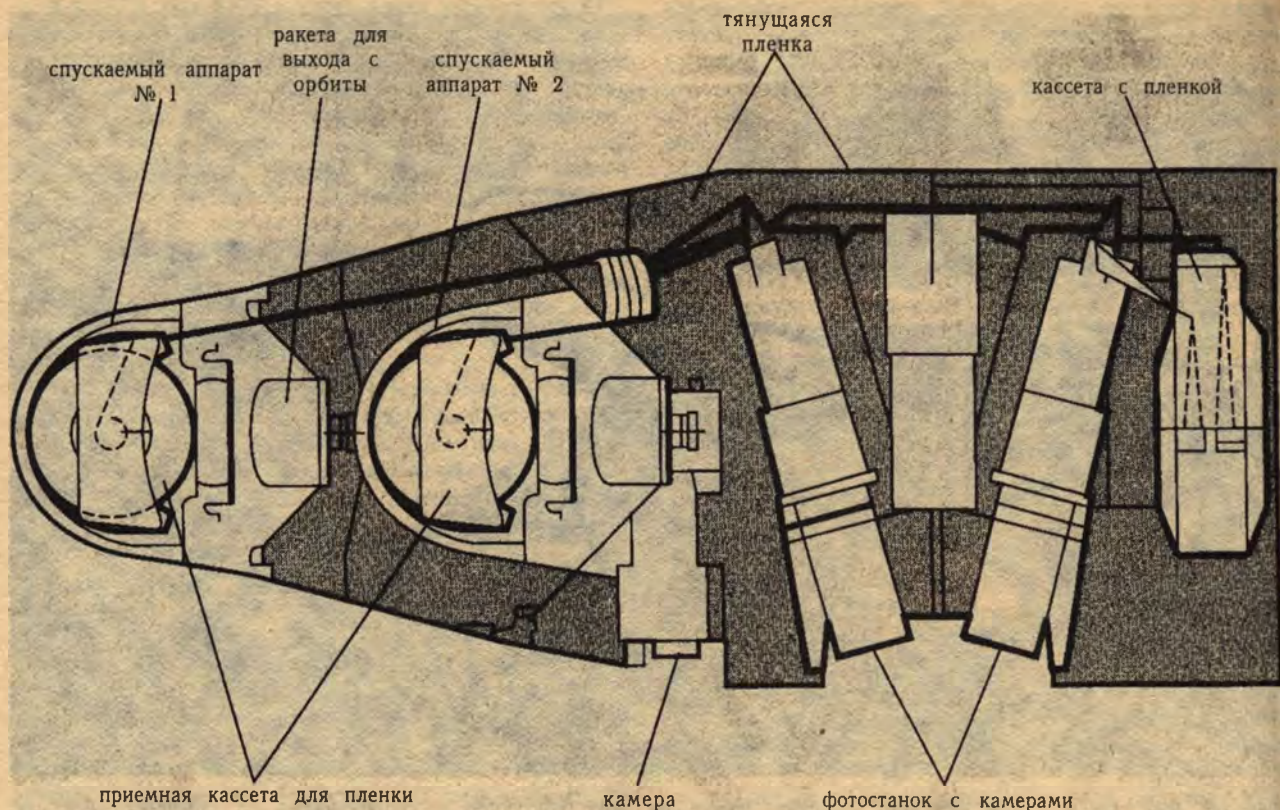 спускаемый аппарат
№ 1
ракета для
выхода с
орбиты
спускаемый
аппарат № 2
тянущаяся
пленка
кассета с пленкой
приемная кассета для пленки
камера
фотостанок с камерами